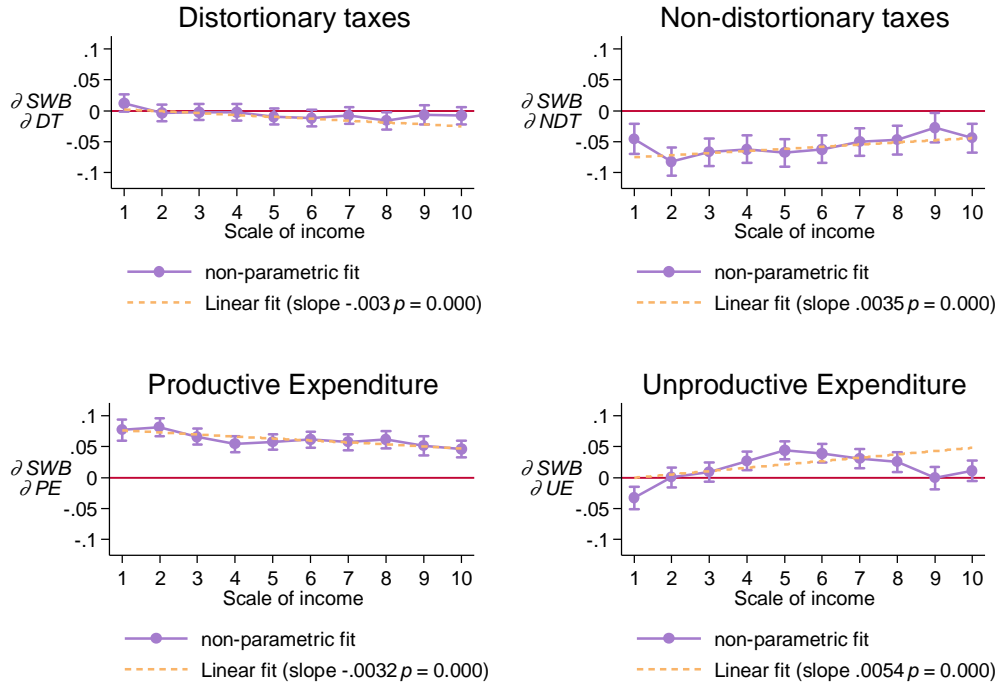 Distortionary taxes
.1
.05
0
-.05
-.1
∂ SWB
∂ DT
1 2 3 4 5 6 7 8 9 10
Scale of income
non-parametric fit
Linear fit (slope -.003 p = 0.000)
Non-distortionary taxes
.1
.05
0
-.05
-.1
∂ SWB
∂ NDT
1 2 3 4 5 6 7 8 9 10
Scale of income
non-parametric fit
Linear fit (slope .0035 p = 0.000)
Productive Expenditure
.1
.05
0
-.05
-.1
∂ SWB
∂ PE
1 2 3 4 5 6 7 8 9 10
Scale of income
non-parametric fit
Linear fit (slope -.0032 p = 0.000)
Unproductive Expenditure
.1
.05
0
-.05
-.1
∂ SWB
∂ UE
1 2 3 4 5 6 7 8 9 10
Scale of income
non-parametric fit
Linear fit (slope .0054 p = 0.000)